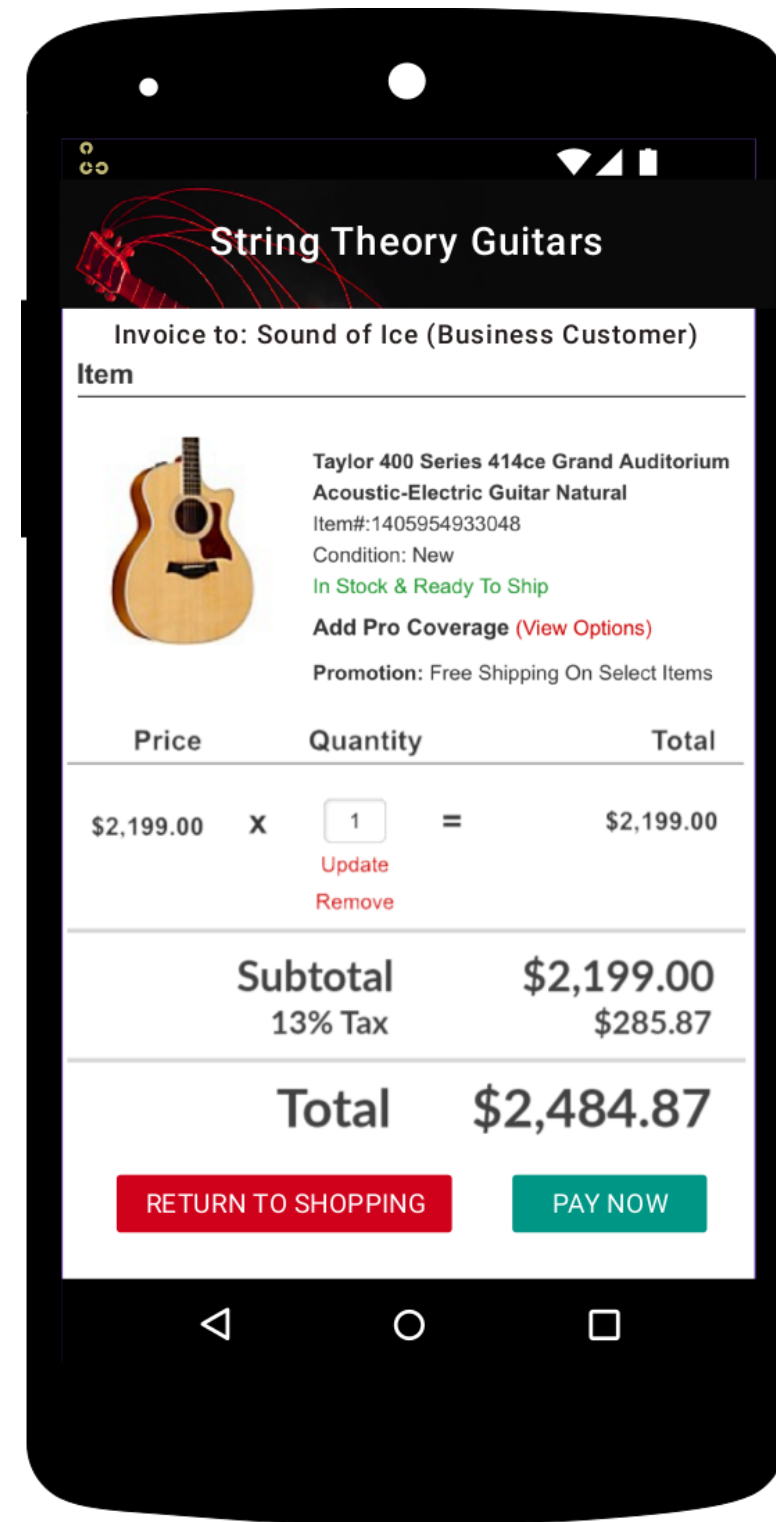 String Theory Guitars
Invoice to: Sound of Ice (Business Customer)
Item
Taylor 400 Series 414ce Grand Auditorium
Acoustic-Electric Guitar Natural
Item#:1405954933048
Condition: New
In Stock & Ready To Ship
Add Pro Coverage (View Options)
Promotion: Free Shipping On Select Items
Price Quantity Total
$2,199.00 x 1 = $2,199.00
Update
Remove
Subtotal $2,199.00
13% Tax $285.87
Total $2,484.87
RETURN TO SHOPPING PAY NOW